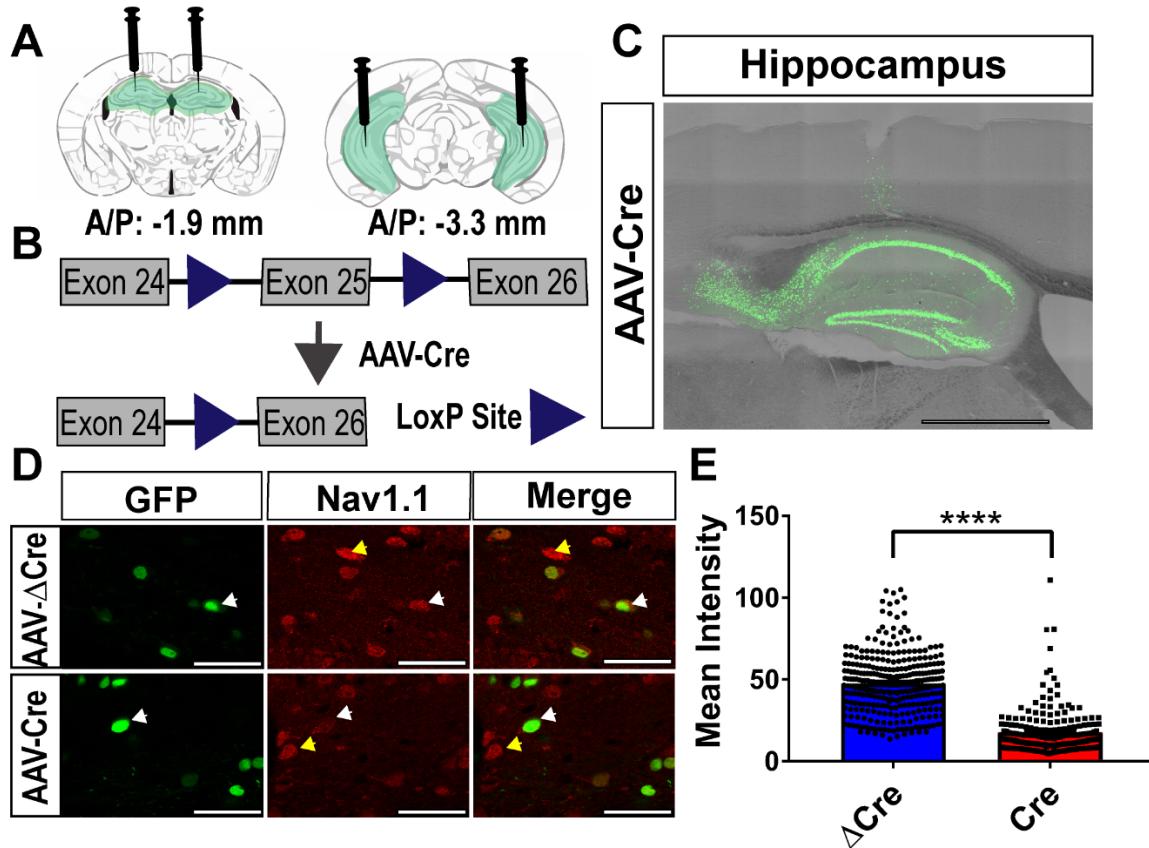 A
A/P: -1.9 mm
A/P: -3.3 mm
B
Exon 24
Exon 25
Exon 26
AAV-Cre
Exon 24
Exon 26
LoxP Site
C
Hippocampus
AAV-Cre
D
GFP
Nav1.1
Merge
AAV-ΔCre
AAV-Cre
E
****
150
100
50
0
Mean Intensity
ΔCre
Cre